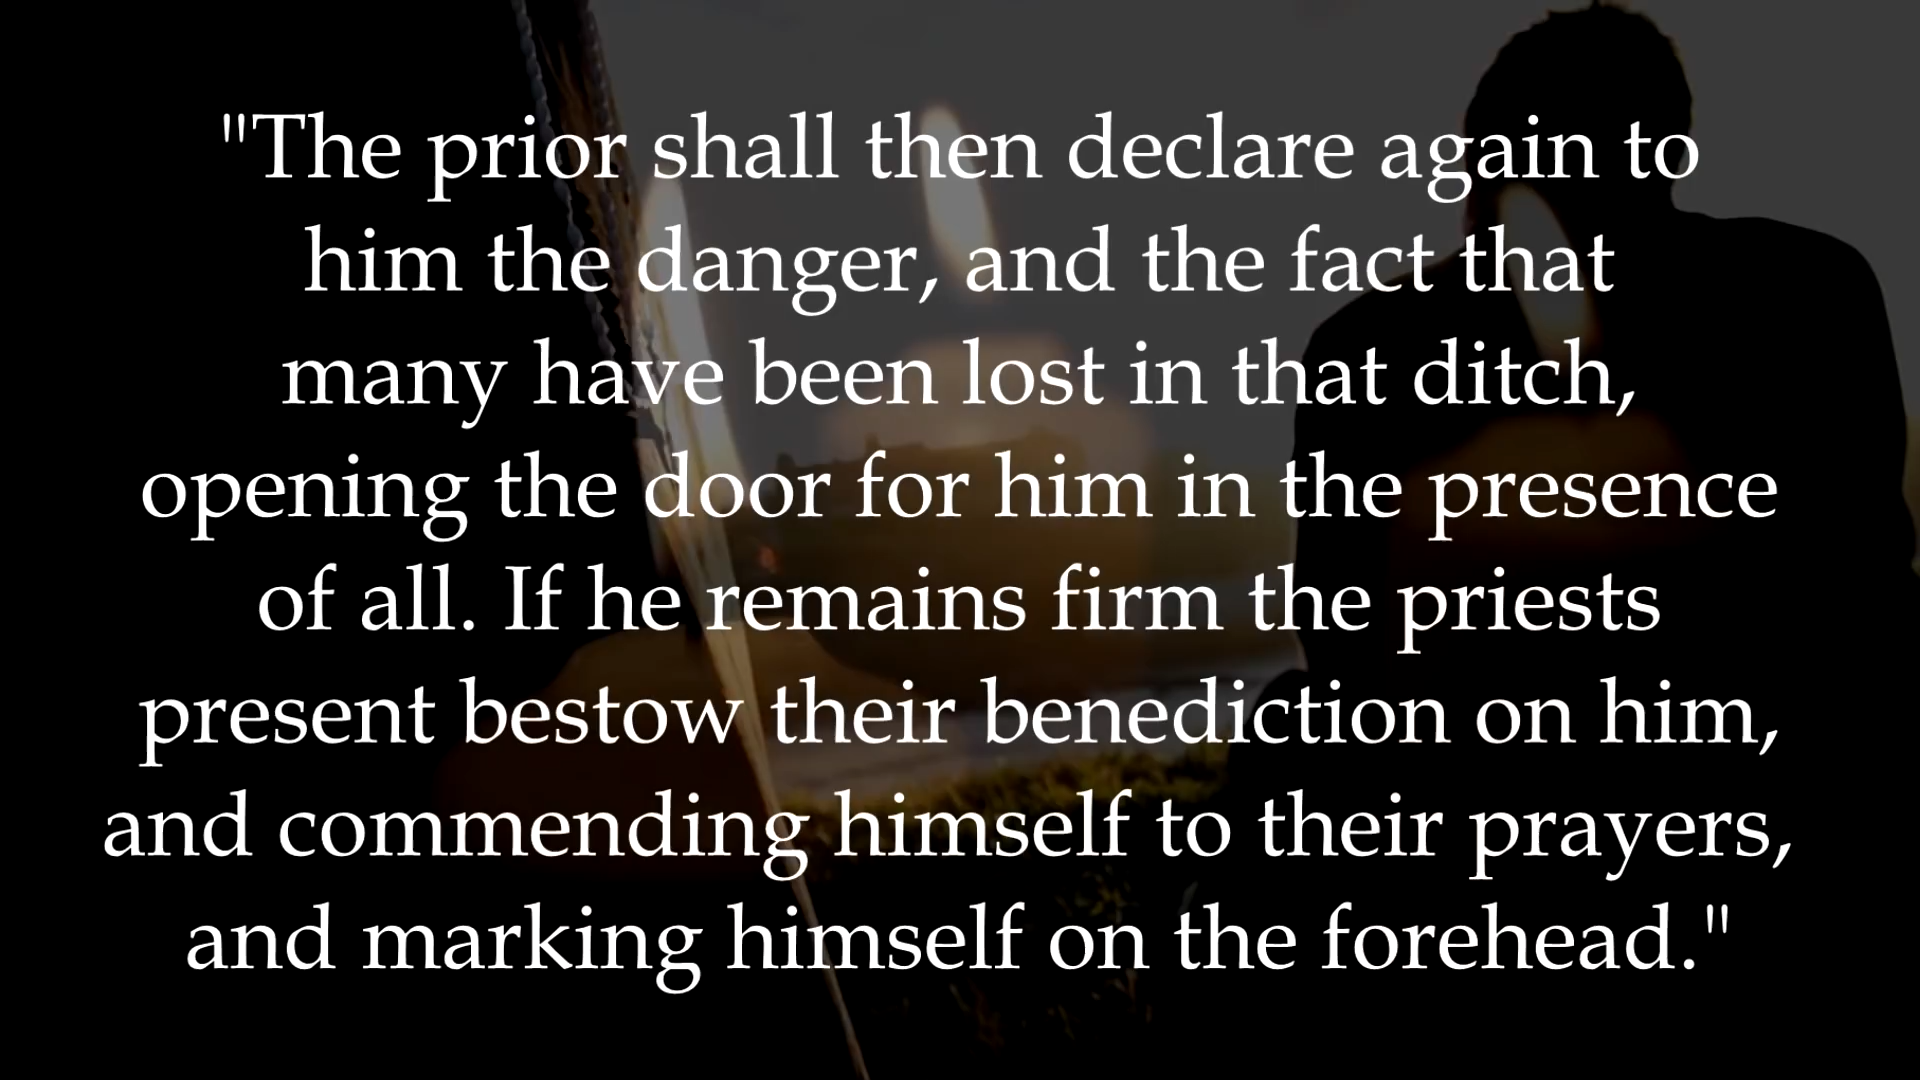 "The prior shall then declare again to
him the danger, and the fact that
many have been lost in that ditch,
opening the door for him in the presence
of all. If he remains firm the priests
present bestow their benediction on him,
and commending himself to their prayers,
and marking himself on the forehead."